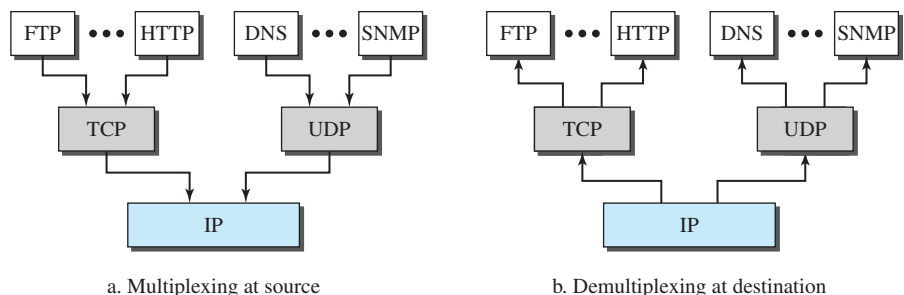 FTP HTTP DNS SNMP
TCP UDP
IP
a. Multiplexing at source
FTP HTTP DNS SNMP
TCP UDP
IP
b. Demultiplexing at destination